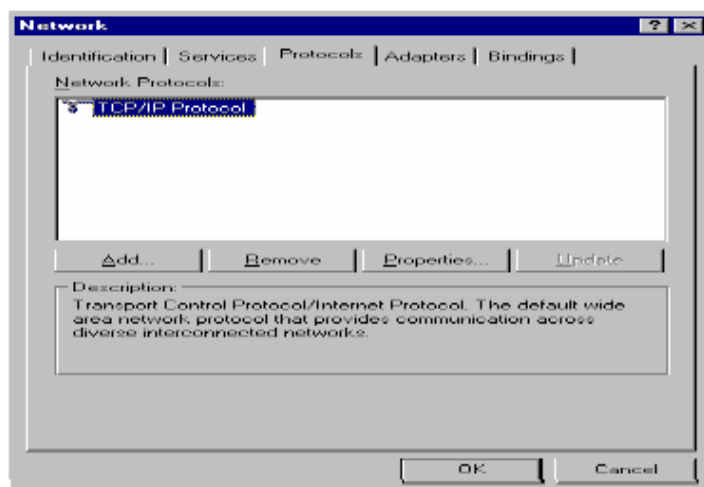 Network
Identification Services Protocols Adapters Bindings
Network Protocols:
TCP/IP Protocol
Add... Remove Properties... Update
Description:
Transport Control Protocol/Internet Protocol. The default wide
area network protocol that provides communication across
diverse interconnected networks.
OK Cancel